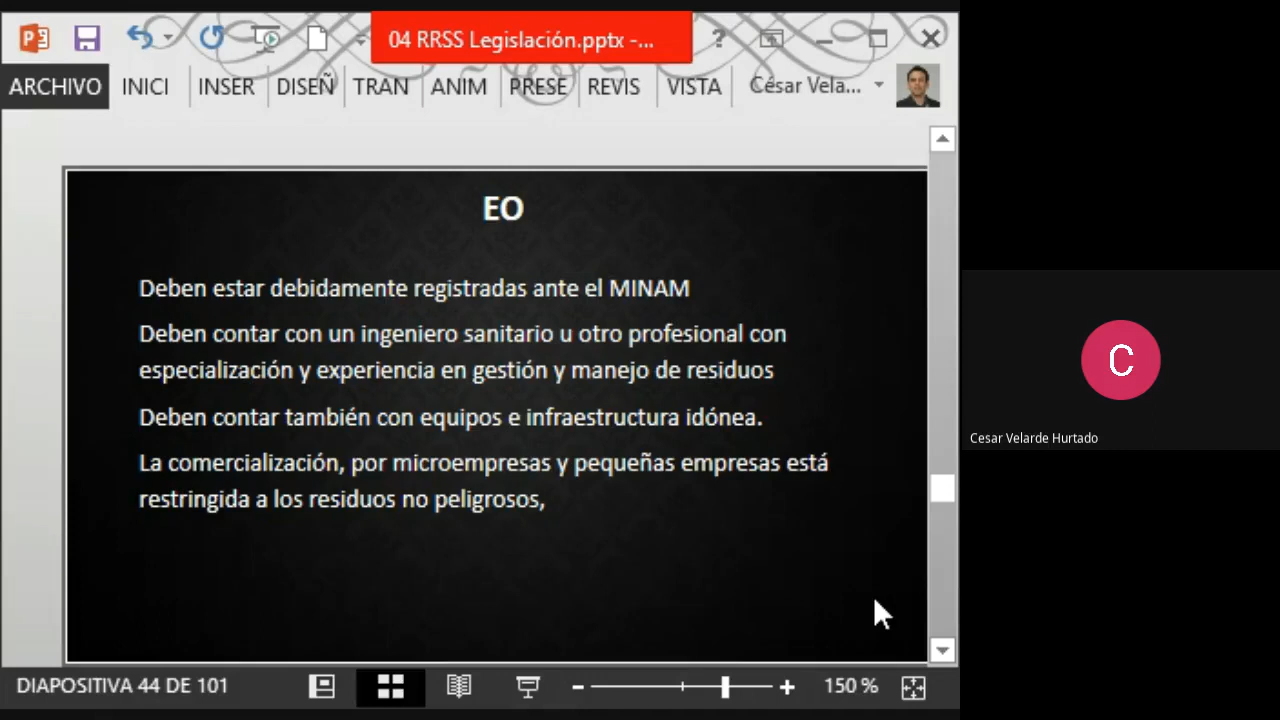 04 RRSS Legislación.pptx -...
?
ARCHIVO INICI INSER DISEÑ TRAN ANIM PRESE REVIS VISTA César Vela...
EO
Deben estar debidamente registradas ante el MINAM
Deben contar con un ingeniero sanitario u otro profesional con
especialización y experiencia en gestión y manejo de residuos
Deben contar también con equipos e infraestructura idónea.
La comercialización, por microempresas y pequeñas empresas está
restringida a los residuos no peligrosos,
C
Cesar Velarde Hurtado
DIAPOSITIVA 44 DE 101
150 %